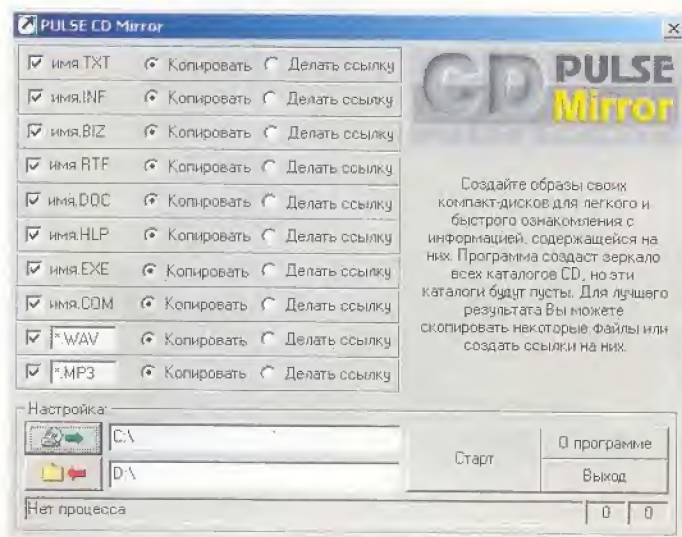 PULSE CD Mirror
имя.TXT Копировать Делать ссылку
имя.INF Копировать Делать ссылку
имя.BIZ Копировать Делать ссылку
имя.RTF Копировать Делать ссылку
имя.DOC Копировать Делать ссылку
имя.HLP Копировать Делать ссылку
имя.EXE Копировать Делать ссылку
имя.COM Копировать Делать ссылку
*.WAV Копировать Делать ссылку
*.MP3 Копировать Делать ссылку
CD PULSE
Mirror
Создайте образы своих
компакт-дисков для легкого и
быстрого ознакомления с
информацией, содержащейся на
них. Программа создаст зеркало
всех каталогов CD, но эти
каталоги будут пусты. Для лучшего
результата Вы можете
скопировать некоторые файлы или
создать ссылки на них.
Настройка:
C:\
D:\
Старт
О программе
Выход
Нет процесса 0 0